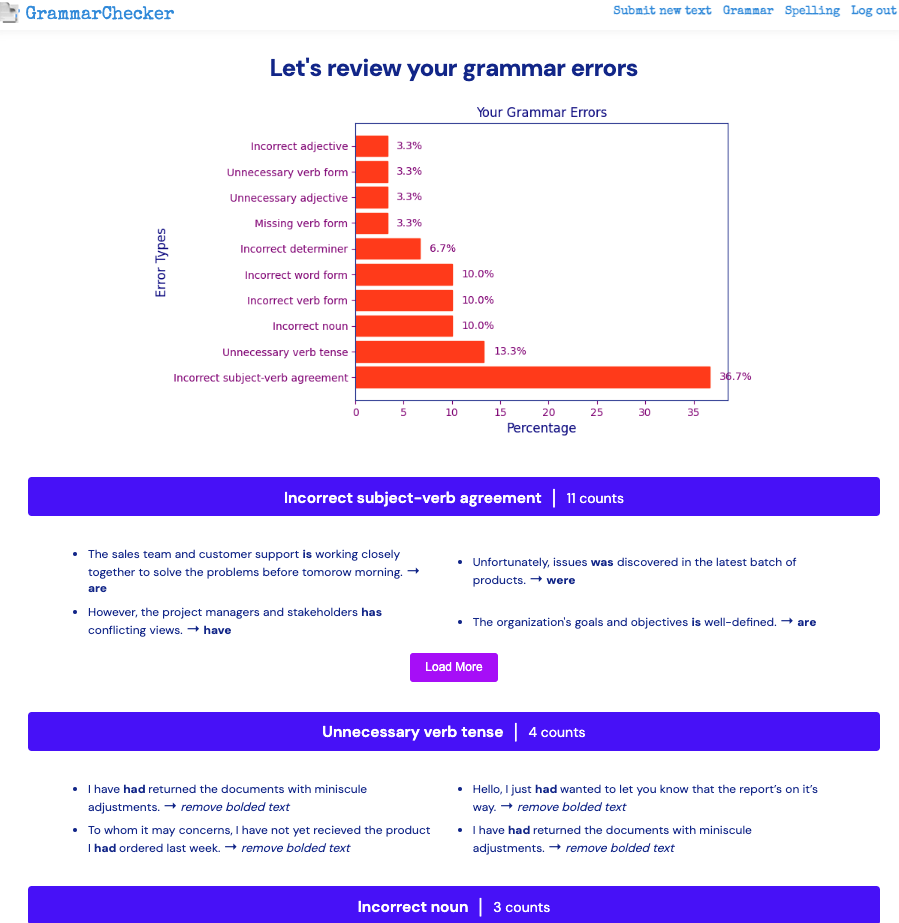 GrammarChecker
Submit new text Grammar Spelling Log out
Let's review your grammar errors
Your Grammar Errors
Error Types
Incorrect adjective 3.3%
Unnecessary verb form 3.3%
Unnecessary adjective 3.3%
Missing verb form 3.3%
Incorrect determiner 6.7%
Incorrect word form 10.0%
Incorrect verb form 10.0%
Incorrect noun 10.0%
Unnecessary verb tense 13.3%
Incorrect subject-verb agreement 36.7%
0 5 10 15 20 25 30 35
Percentage
Incorrect subject-verb agreement | 11 counts
• The sales team and customer support is working closely
together to solve the problems before tomorow morning. →
are
• However, the project managers and stakeholders has
conflicting views. → have
• Unfortunately, issues was discovered in the latest batch of
products. → were
• The organization's goals and objectives is well-defined. → are
Load More
Unnecessary verb tense | 4 counts
• I have had returned the documents with miniscule
adjustments. → remove bolded text
• To whom it may concerns, I have not yet recieved the product
I had ordered last week. → remove bolded text
• Hello, I just had wanted to let you know that the report's on it's
way. → remove bolded text
• I have had returned the documents with miniscule
adjustments. → remove bolded text
Incorrect noun | 3 counts